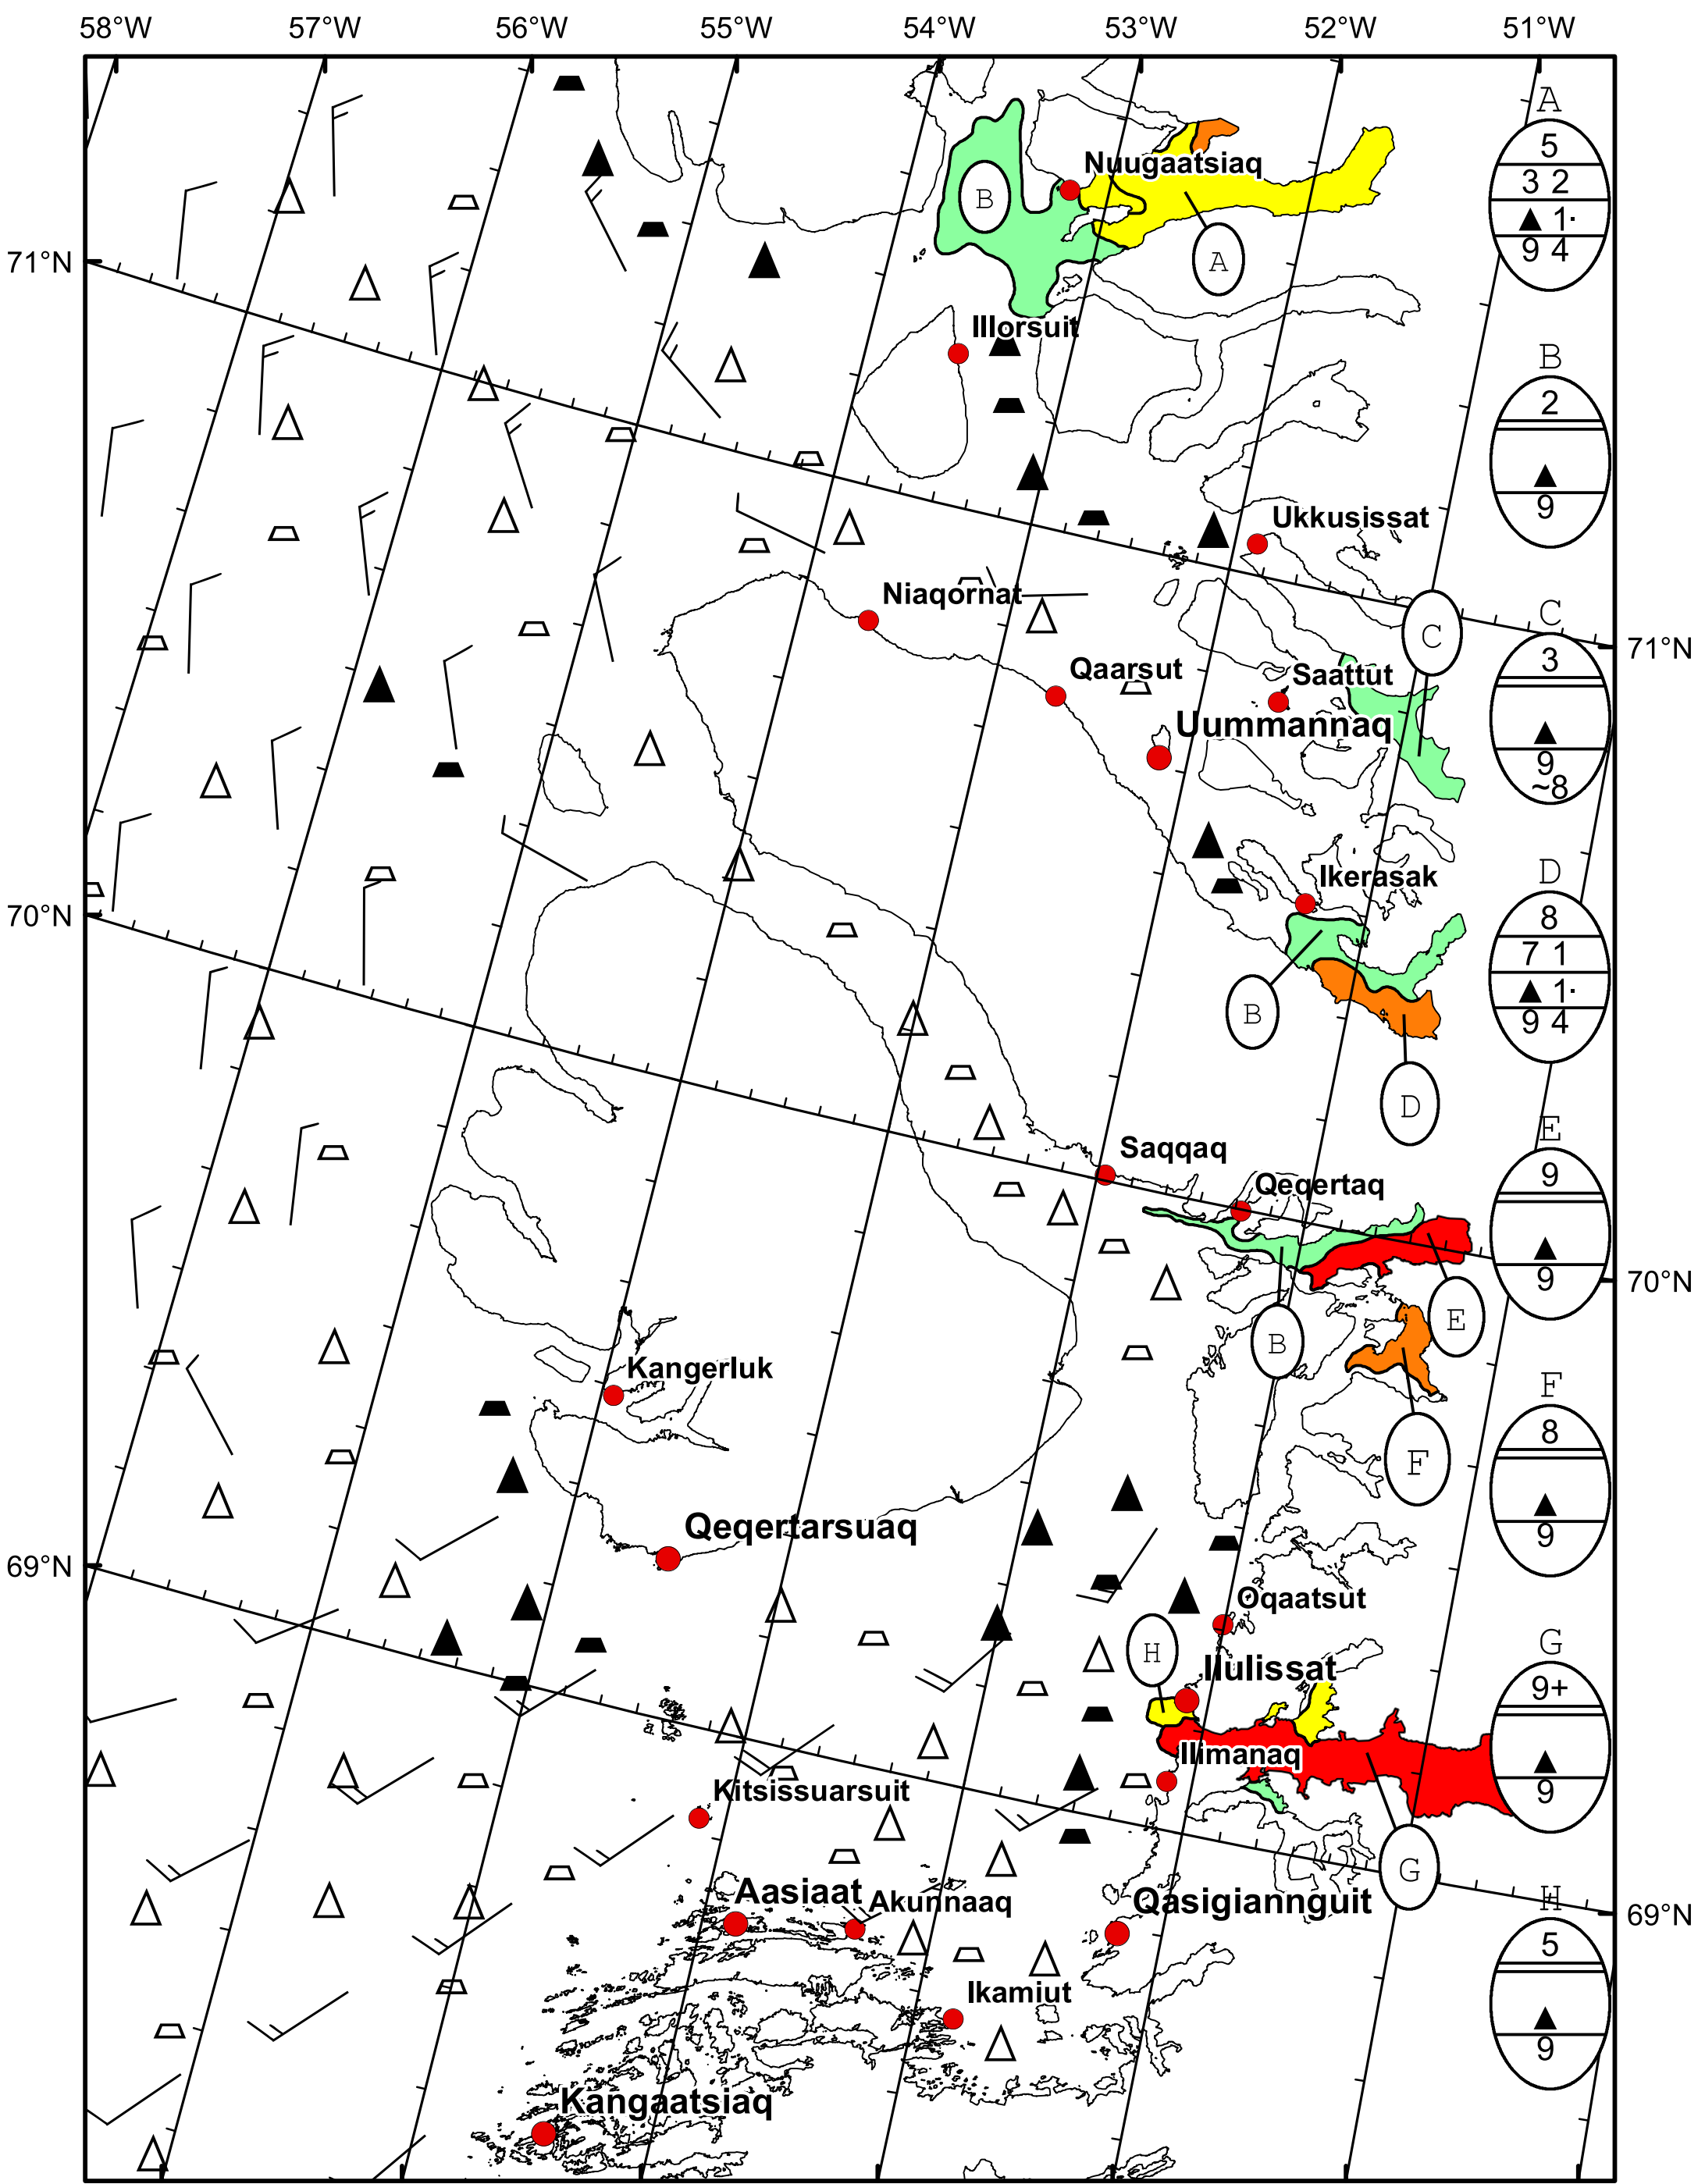 58°W 57°W 56°W 55°W 54°W 53°W 52°W 51°W
A
5
3 2
▲ 1·
9 4
Nuugaatsiaq
B
A
71°N
Illorsuit
B
2
▲
9
Ukkusissat
Niaqornat
C
C
71°N
3
▲
9
~8
Qaarsut
Saattut
Uummannaq
Ikerasak
D
8
7 1
▲ 1·
9 4
70°N
B
D
Saqqaq
Qeqertaq
E
9
▲
9
70°N
E
B
Kangerluk
F
8
▲
9
F
Qeqertarsuaq
69°N
Oqaatsut
H
Ilulissat
G
9+
▲
9
Ilimanaq
Kitsissuarsuit
G
Aasiaat
Akunnaaq
Qasigiannguit
H
69°N
5
▲
9
Ikamiut
Kangaatsiaq